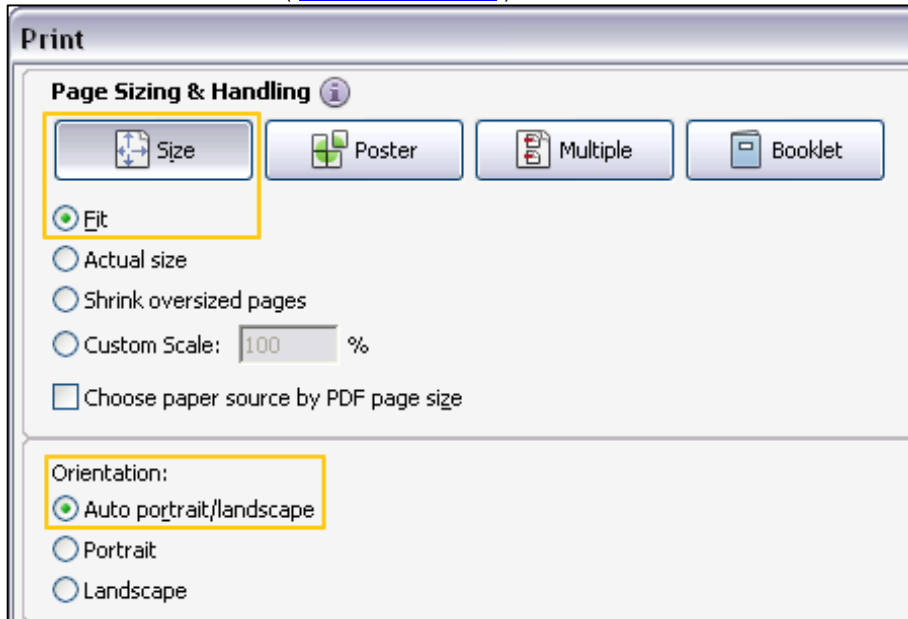 Print
Page Sizing & Handling
Size Poster Multiple Booklet
Fit
Actual size
Shrink oversized pages
Custom Scale: 100 %
Choose paper source by PDF page size
Orientation:
Auto portrait/landscape
Portrait
Landscape